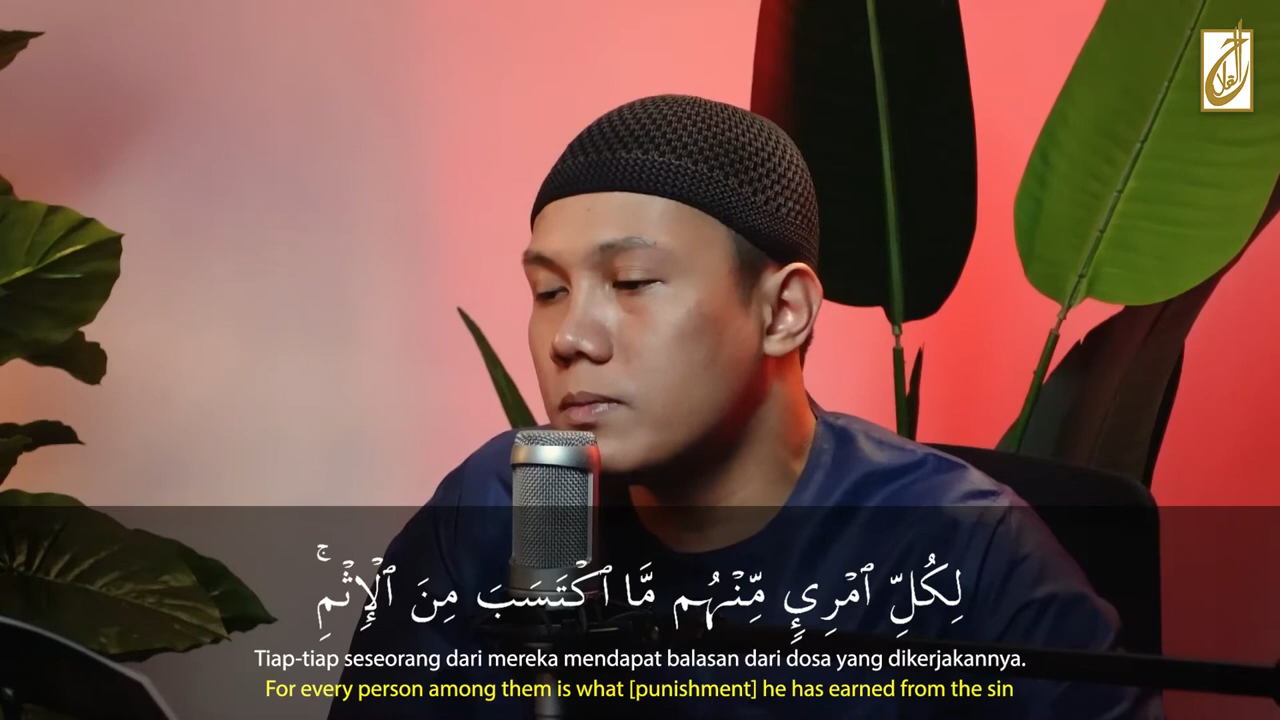 لِكُلِّ ٱمْرِئٍ مِّنْهُم مَّا ٱكْتَسَبَ مِنَ ٱلْإِثْمِ ۚ
Tiap-tiap seseorang dari mereka mendapat balasan dari dosa yang dikerjakannya.
For every person among them is what [punishment] he has earned from the sin